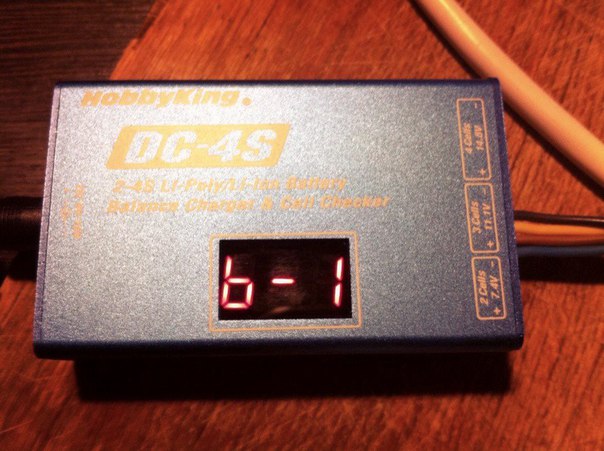 HobbyKing.
DC-4S
2-4S Li-Poly/Li-Ion Battery
Balance Charger & Cell Checker
b-1
4 Cells
+ 14.8V -
3 Cells
+ 11.1V -
2 Cells
+ 7.4V -